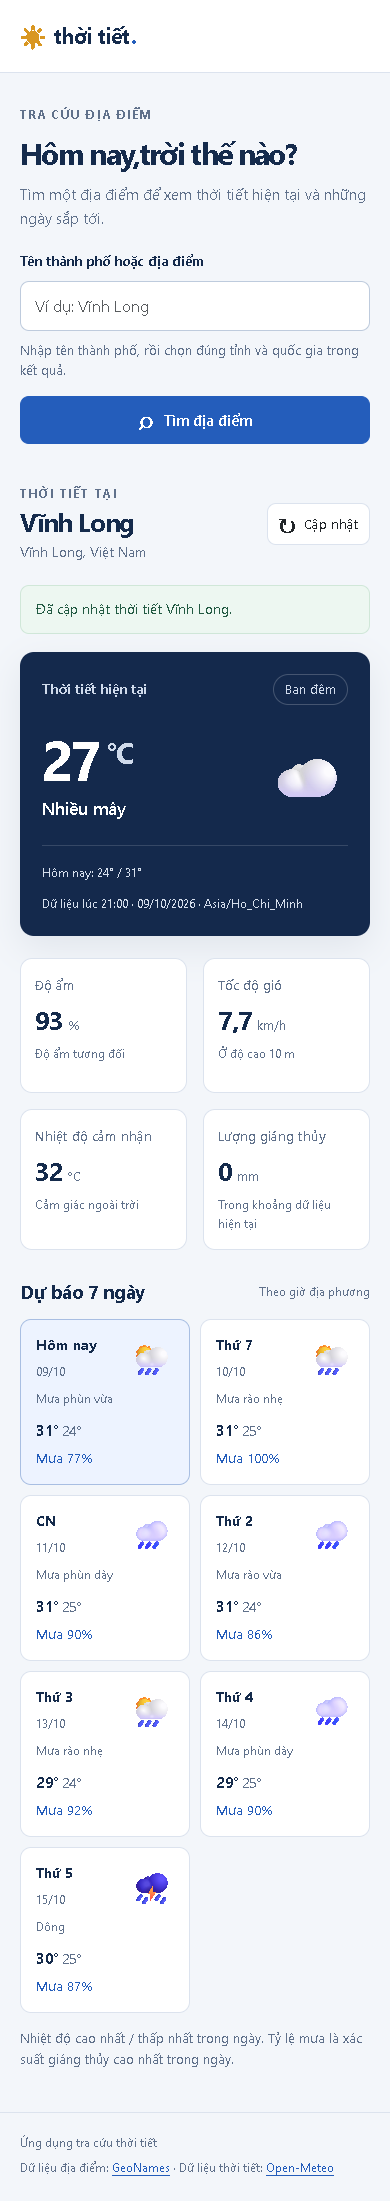 thời tiết.
TRA CỨU ĐỊA ĐIỂM
Hôm nay,trời thế nào?
Tìm một địa điểm để xem thời tiết hiện tại và những
ngày sắp tới.
Tên thành phố hoặc địa điểm
Ví dụ: Vĩnh Long
Nhập tên thành phố, rồi chọn đúng tỉnh và quốc gia trong
kết quả.
Tìm địa điểm
THỜI TIẾT TẠI
Vĩnh Long
Cập nhật
Vĩnh Long, Việt Nam
Đã cập nhật thời tiết Vĩnh Long.
Thời tiết hiện tại
Ban đêm
27 °C
Nhiều mây
Hôm nay: 24° / 31°
Dữ liệu lúc 21:00 · 09/10/2026 · Asia/Ho_Chi_Minh
Độ ẩm
93 %
Độ ẩm tương đối
Tốc độ gió
7,7 km/h
Ở độ cao 10 m
Nhiệt độ cảm nhận
32 °C
Cảm giác ngoài trời
Lượng giáng thủy
0 mm
Trong khoảng dữ liệu
hiện tại
Dự báo 7 ngày
Theo giờ địa phương
Hôm nay
09/10
Mưa phùn vừa
31° 24°
Mưa 77%
Thứ 7
10/10
Mưa rào nhẹ
31° 25°
Mưa 100%
CN
11/10
Mưa phùn dày
31° 25°
Mưa 90%
Thứ 2
12/10
Mưa rào vừa
31° 24°
Mưa 86%
Thứ 3
13/10
Mưa rào nhẹ
29° 24°
Mưa 92%
Thứ 4
14/10
Mưa phùn dày
29° 25°
Mưa 90%
Thứ 5
15/10
Dông
30° 25°
Mưa 87%
Nhiệt độ cao nhất / thấp nhất trong ngày. Tỷ lệ mưa là xác
suất giáng thủy cao nhất trong ngày.
Ứng dụng tra cứu thời tiết
Dữ liệu địa điểm: GeoNames · Dữ liệu thời tiết: Open-Meteo